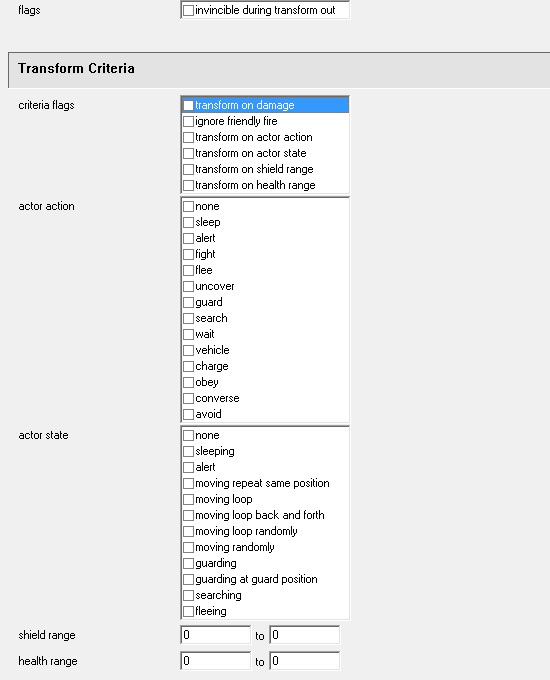 flags
invincible during transform out
Transform Criteria
criteria flags
transform on damage
ignore friendly fire
transform on actor action
transform on actor state
transform on shield range
transform on health range
actor action
none
sleep
alert
fight
flee
uncover
guard
search
wait
vehicle
charge
obey
converse
avoid
actor state
none
sleeping
alert
moving repeat same position
moving loop
moving loop back and forth
moving loop randomly
moving randomly
guarding
guarding at guard position
searching
fleeing
shield range 0 to 0
health range 0 to 0